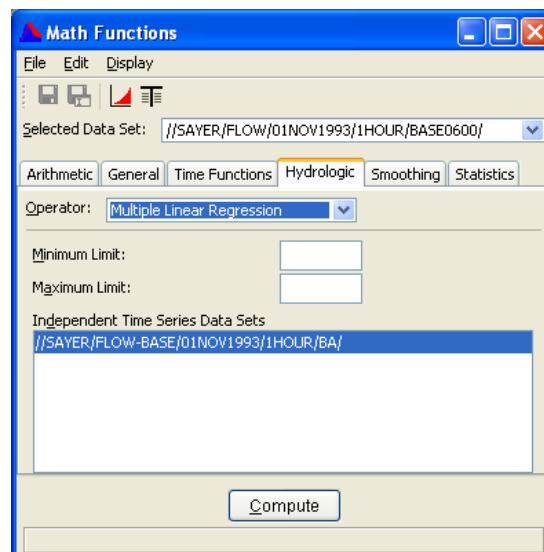 Math Functions
File Edit Display
Selected Data Set: //SAYER/FLOW/01NOV1993/1HOUR/BASE0600/
Arithmetic General Time Functions Hydrologic Smoothing Statistics
Operator: Multiple Linear Regression
Minimum Limit:
Maximum Limit:
Independent Time Series Data Sets
//SAYER/FLOW-BASE/01NOV1993/1HOUR/BA/
Compute